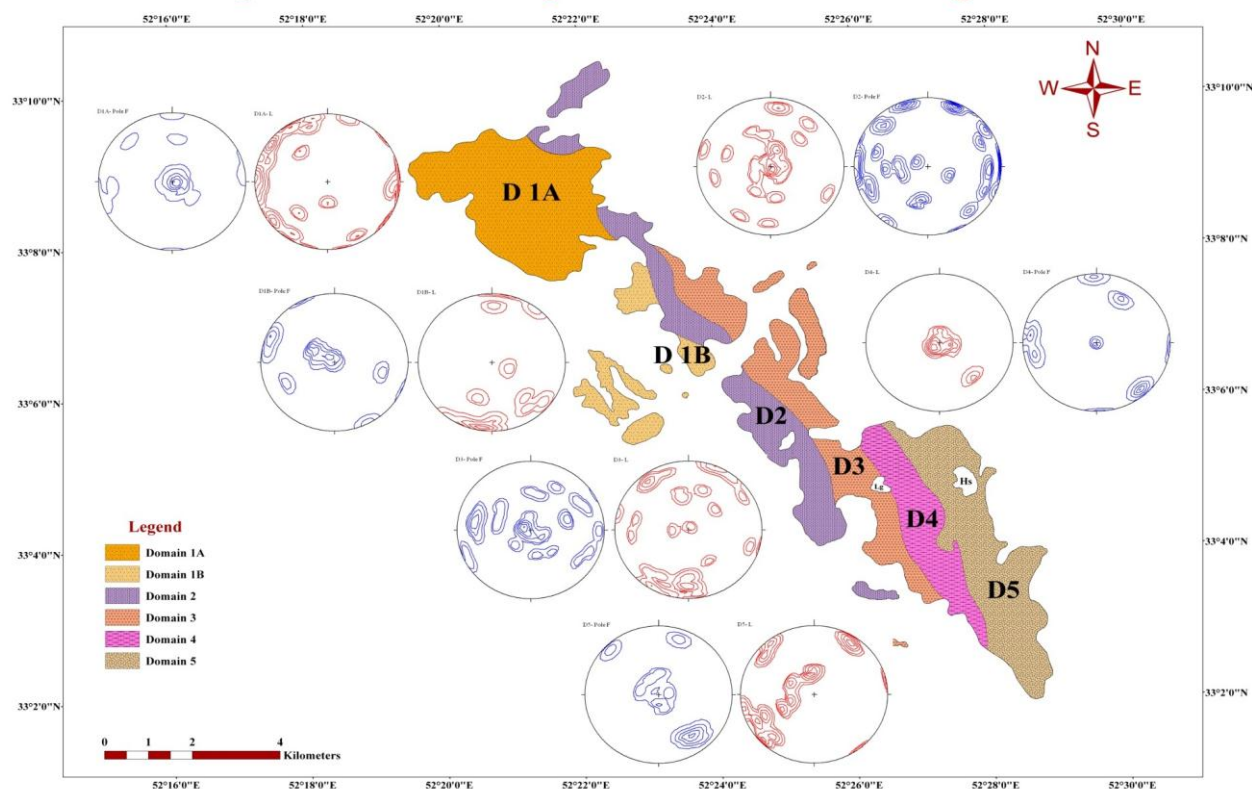 52°16'0"E 52°18'0"E 52°20'0"E 52°22'0"E 52°24'0"E 52°26'0"E 52°28'0"E 52°30'0"E
N
W E
S
33°10'0"N 33°10'0"N
D1A- Pole F D1A- L D2- L D2- Pole F
D 1A
33°8'0"N 33°8'0"N
D1B- Pole F D1B- L D4- L D4- Pole F
D 1B
33°6'0"N 33°6'0"N
D2
D3- Pole F D3- L
D3
Lg
Hs
D4
33°4'0"N 33°4'0"N
D5
Legend
Domain 1A
Domain 1B
Domain 2
Domain 3
Domain 4
Domain 5
D5- Pole F D5- L
33°2'0"N 33°2'0"N
0 1 2 4
Kilometers
52°16'0"E 52°18'0"E 52°20'0"E 52°22'0"E 52°24'0"E 52°26'0"E 52°28'0"E 52°30'0"E